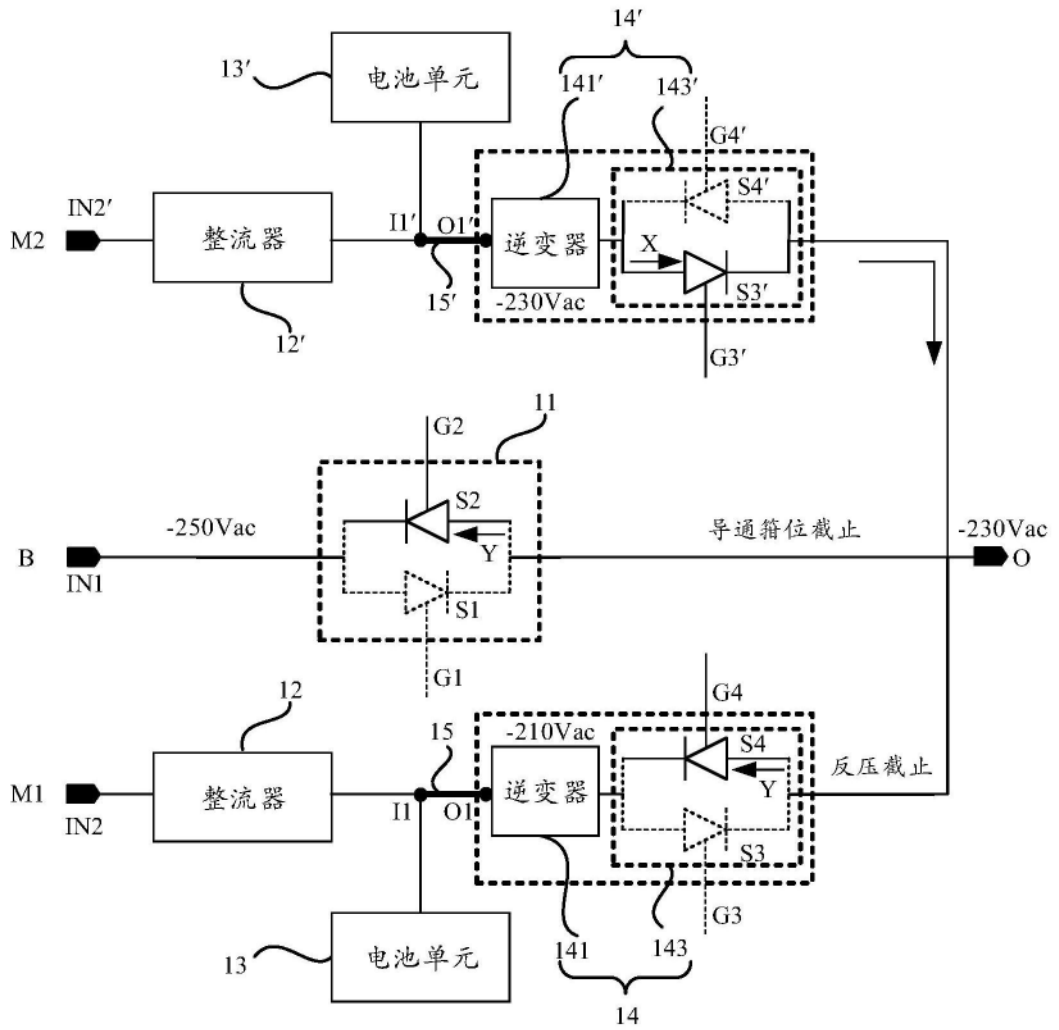 14′
13′
电池单元
141′
143′
G4′
S4′
IN2′
M2
整流器
I1′
O1′
逆变器
X
S3′
15′
-230Vac
12′
G3′
11
G2
S2
-250Vac
Y
导通箝位截止
-230Vac
B
IN1
O
S1
G1
12
G4
15
-210Vac
S4
M1
IN2
整流器
I1
O1
逆变器
Y
反压截止
S3
G3
13
电池单元
141
143
14